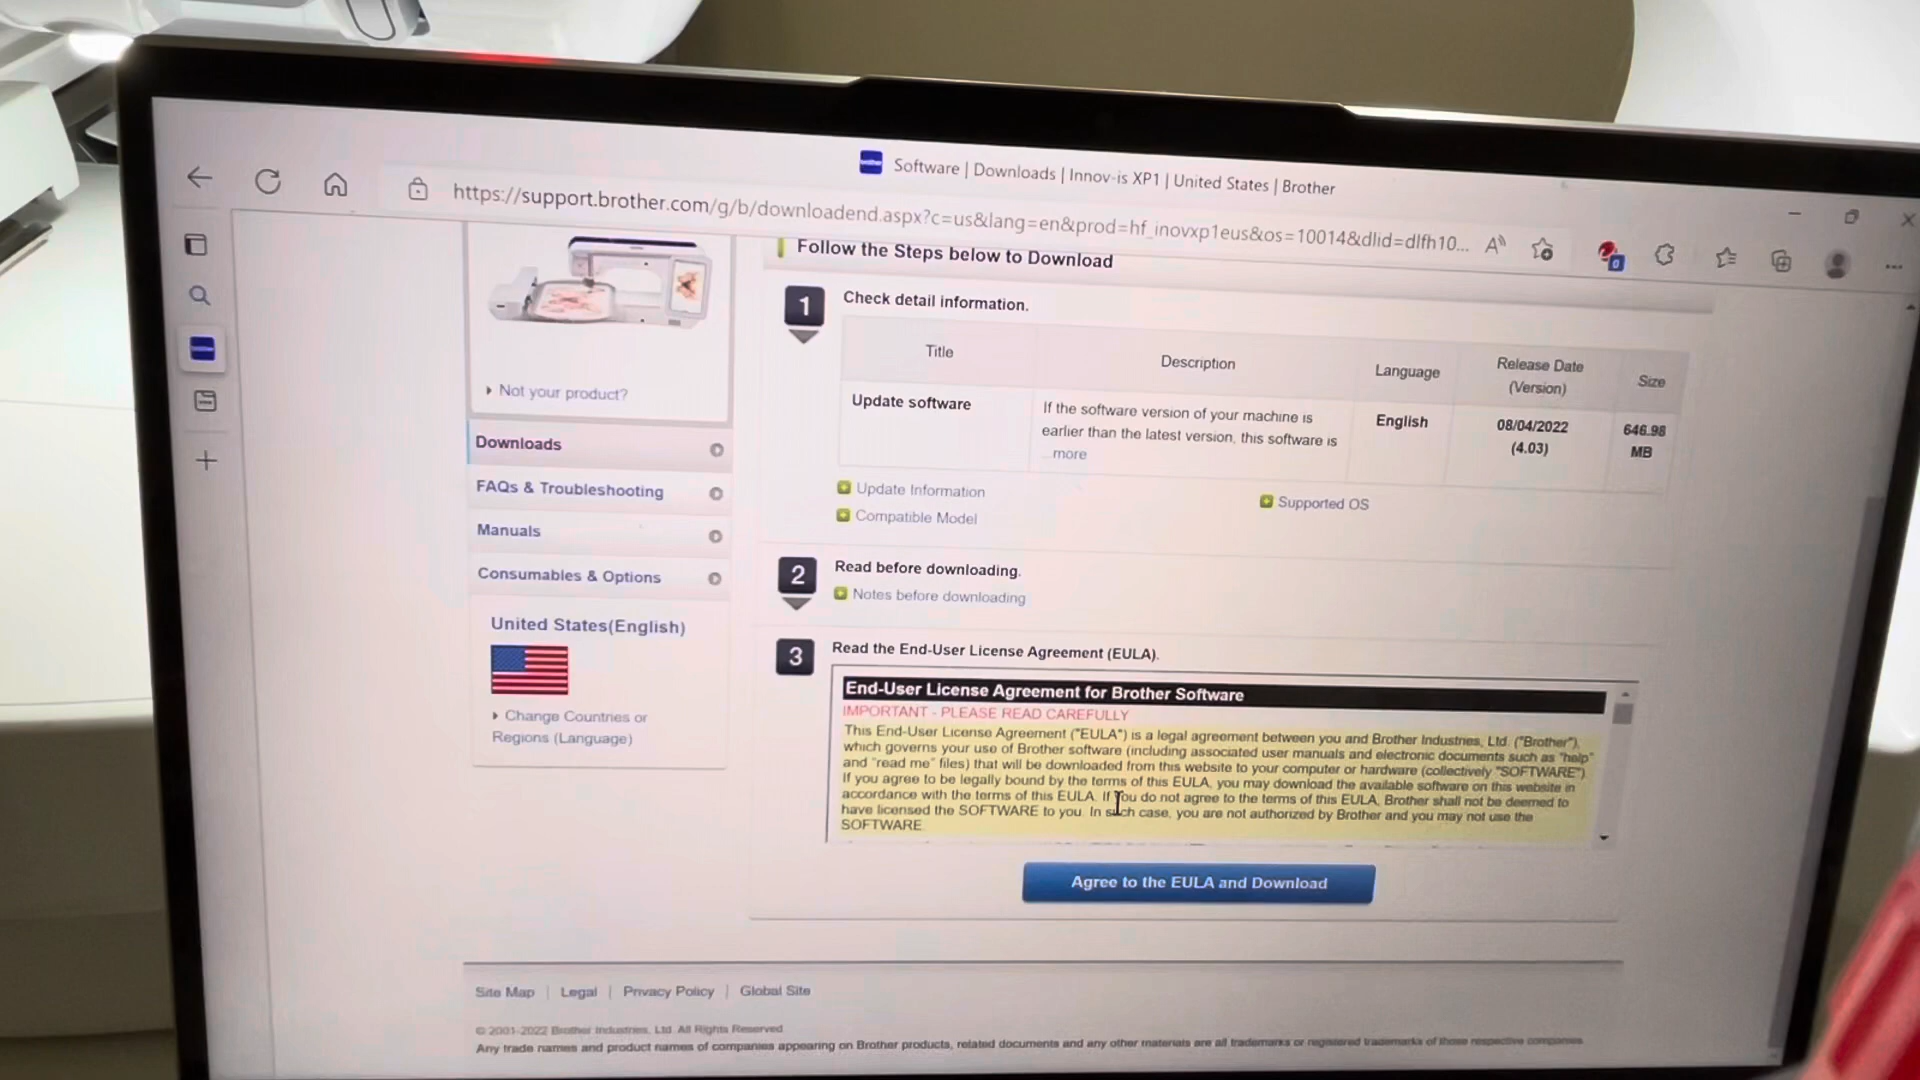 Software | Downloads | Innov-is XP1 | United States | Brother
https://support.brother.com/g/b/downloadend.aspx?c=us&lang=en&prod=hf_inovxp1eus&os=10014&dlid=dlfh10...
Not your product?
Downloads
FAQs & Troubleshooting
Manuals
Consumables & Options
United States(English)
Change Countries or
Regions (Language)
Follow the Steps below to Download
1
Check detail information.
Title Description Language Release Date (Version) Size
Update software
If the software version of your machine is
earlier than the latest version, this software is
...more
English
08/04/2022
(4.03)
646.98
MB
Update Information
Supported OS
Compatible Model
2
Read before downloading.
Notes before downloading
3
Read the End-User License Agreement (EULA).
End-User License Agreement for Brother Software
IMPORTANT - PLEASE READ CAREFULLY
This End-User License Agreement ("EULA") is a legal agreement between you and Brother Industries, Ltd. ("Brother"),
which governs your use of Brother software (including associated user manuals and electronic documents such as "help"
and "read me" files) that will be downloaded from this website to your computer or hardware (collectively "SOFTWARE")
If you agree to be legally bound by the terms of this EULA, you may download the available software on this website in
accordance with the terms of this EULA. If you do not agree to the terms of this EULA, Brother shall not be deemed to
have licensed the SOFTWARE to you. In such case, you are not authorized by Brother and you may not use the
SOFTWARE
Agree to the EULA and Download
Site Map | Legal | Privacy Policy | Global Site
© 2001-2022 Brother Industries, Ltd. All Rights Reserved
Any trade names and product names of companies appearing on Brother products, related documents and any other materials are all trademarks or registered trademarks of those respective companies.